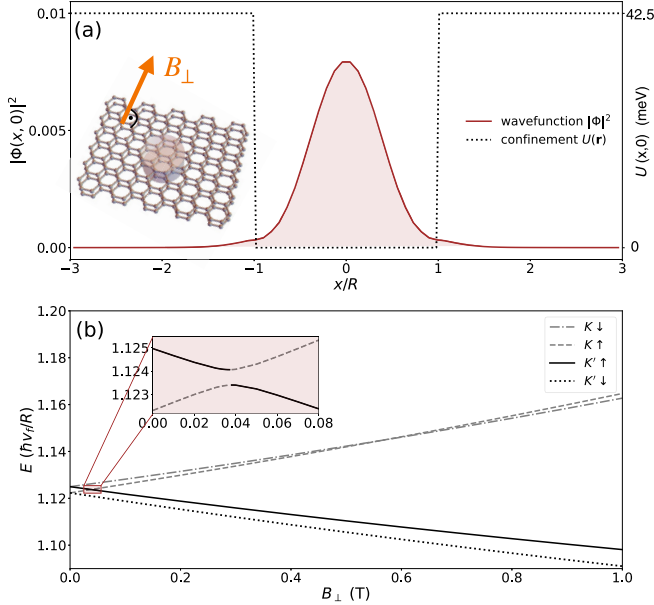 (a)
B⊥
|Φ(x, 0)|²
0.01
0.005
0.00
42.5
0
U(x,0) (meV)
wavefunction |Φ|²
confinement U(r)
−3 −2 −1 0 1 2 3
x/R
(b)
E (ħv_f/R)
1.20
1.18
1.16
1.14
1.12
1.10
1.125
1.124
1.123
0.00 0.02 0.04 0.06 0.08
K ↓
K ↑
K′ ↑
K′ ↓
0.0 0.2 0.4 0.6 0.8 1.0
B⊥ (T)